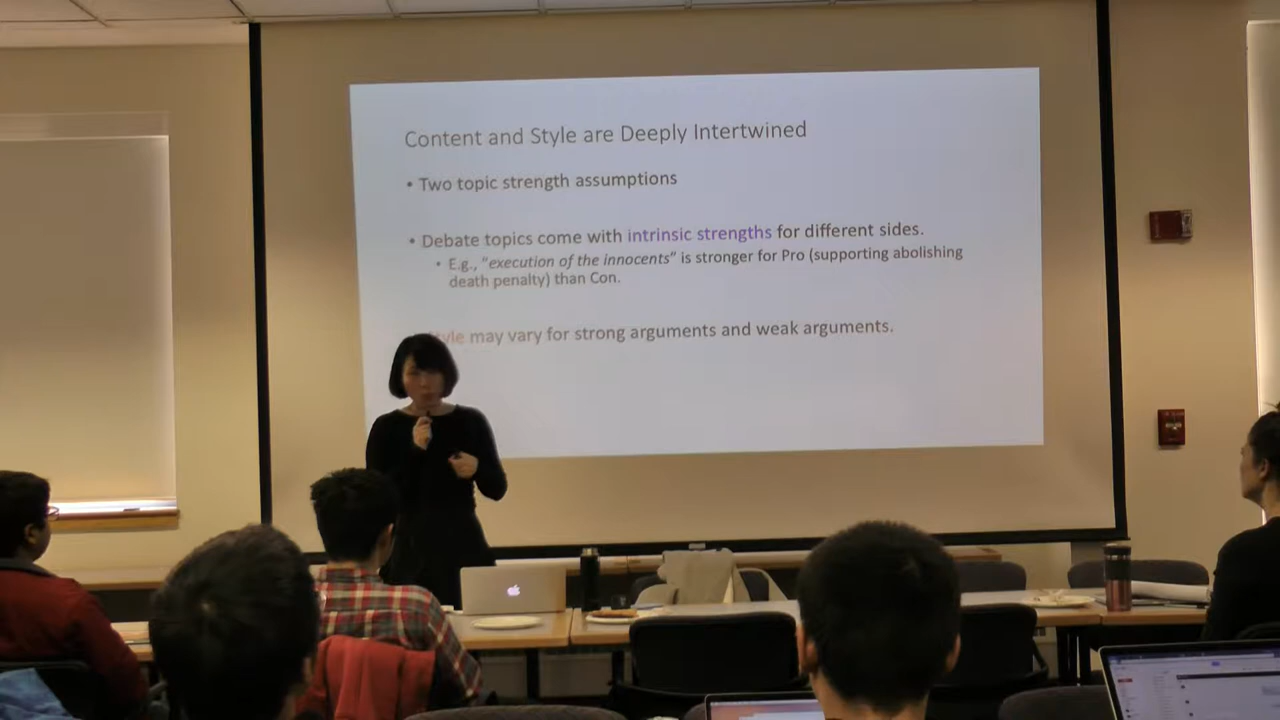 Content and Style are Deeply Intertwined
• Two topic strength assumptions
• Debate topics come with intrinsic strengths for different sides.
• E.g., "execution of the innocents" is stronger for Pro (supporting abolishing
death penalty) than Con.
may vary for strong arguments and weak arguments.